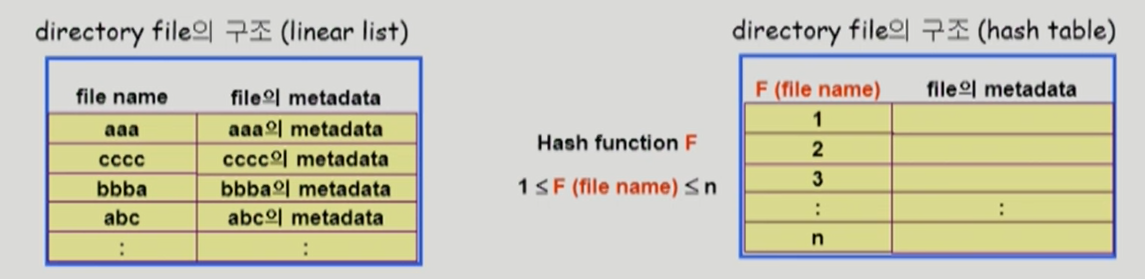 directory file의 구조 (linear list)
file name file의 metadata
aaa aaa의 metadata
cccc cccc의 metadata
bbba bbba의 metadata
abc abc의 metadata
: :
Hash function F
1 ≤ F (file name) ≤ n
directory file의 구조 (hash table)
F (file name) file의 metadata
1
2
3
: :
n